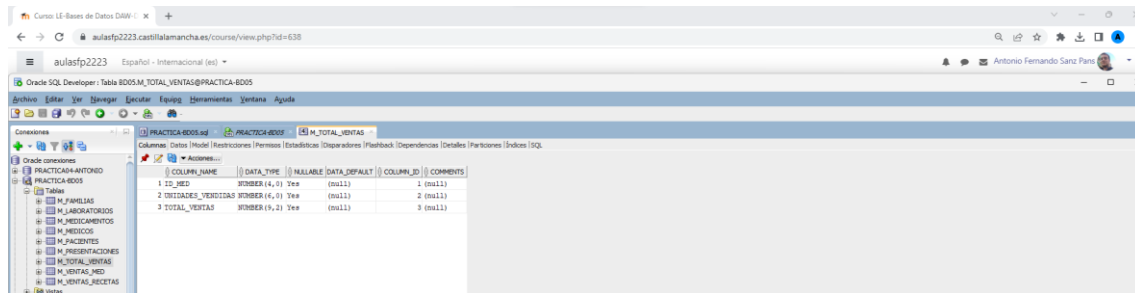 Curso: LE-Bases de Datos DAW-
aulasfp2223.castillalamancha.es/course/view.php?id=638
aulasfp2223 Español - Internacional (es)
Antonio Fernando Sanz Pans
Oracle SQL Developer : Tabla BD05.M_TOTAL_VENTAS@PRACTICA-BD05
Archivo Editar Ver Navegar Ejecutar Equipo Herramientas Ventana Ayuda
Conexiones
PRACTICA-BD05.sql PRACTICA-BD05 M_TOTAL_VENTAS
Columnas Datos Model Restricciones Permisos Estadísticas Disparadores Flashback Dependencias Detalles Particiones Índices SQL
Acciones...
Oracle conexiones
PRACTICA04-ANTONIO
PRACTICA-BD05
Tablas
M_FAMILIAS
M_LABORATORIOS
M_MEDICAMENTOS
M_MEDICOS
M_PACIENTES
M_PRESENTACIONES
M_TOTAL_VENTAS
M_VENTAS_MED
M_VENTAS_RECETAS
Vistas
COLUMN_NAME DATA_TYPE NULLABLE DATA_DEFAULT COLUMN_ID COMMENTS
1 ID_MED NUMBER(4,0) Yes (null) 1 (null)
2 UNIDADES_VENDIDAS NUMBER(6,0) Yes (null) 2 (null)
3 TOTAL_VENTAS NUMBER(9,2) Yes (null) 3 (null)